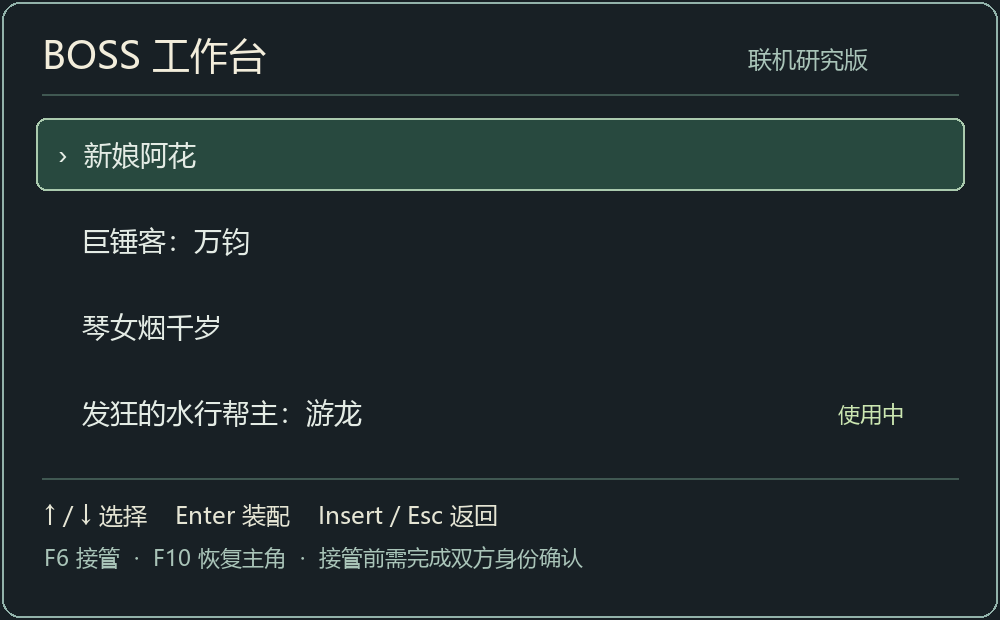 BOSS 工作台
联机研究版
› 新娘阿花
巨锤客：万钧
琴女烟千岁
发狂的水行帮主：游龙
使用中
↑/↓选择 Enter 装配 Insert / Esc 返回
F6 接管 · F10 恢复主角 · 接管前需完成双方身份确认